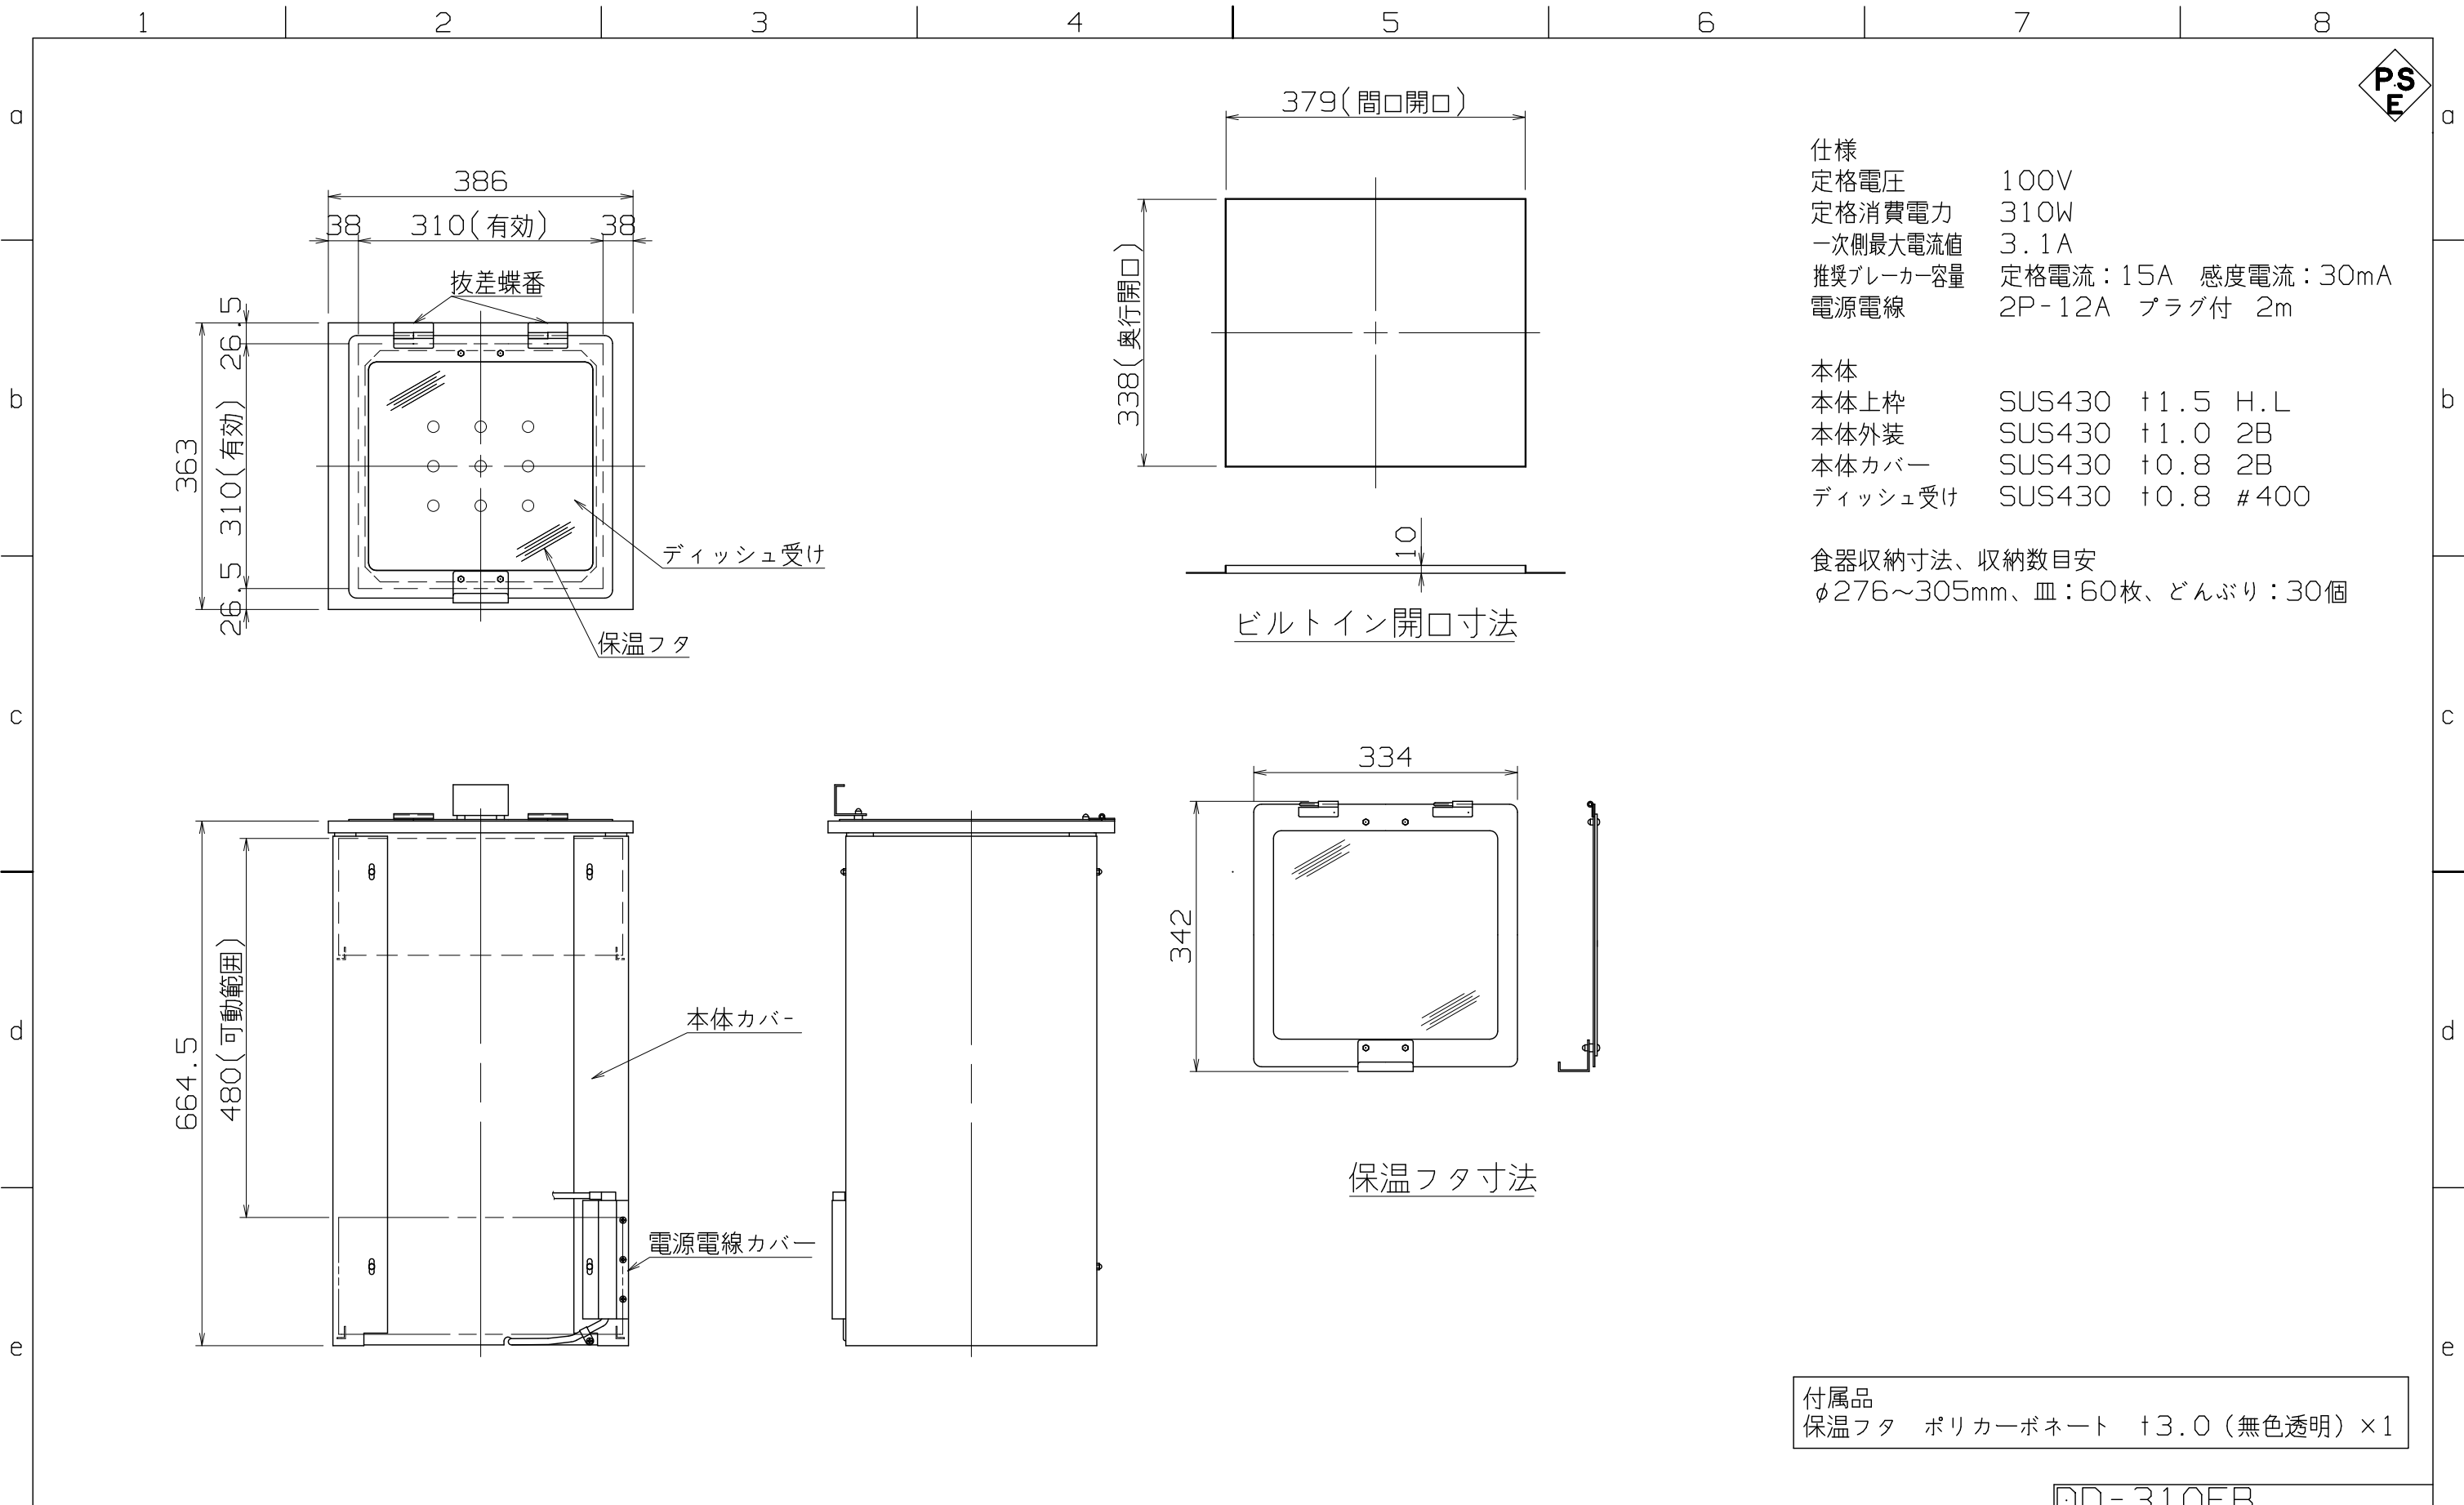 1 2 3 4 5 6 7 8
PS
E
a
a
b
b
c
c
d
d
e
e
386
38 310(有効) 38
抜差蝶番
363
26.5 310(有効) 26.5
ディッシュ受け
保温フタ
379(間口開口)
338(奥行開口)
10
ビルトイン開口寸法
仕様
定格電圧 100V
定格消費電力 310W
一次側最大電流値 3.1A
推奨ブレーカー容量 定格電流:15A 感度電流:30mA
電源電線 2P-12A プラグ付 2m
本体
本体上枠 SUS430 t1.5 H.L
本体外装 SUS430 t1.0 2B
本体カバー SUS430 t0.8 2B
ディッシュ受け SUS430 t0.8 #400
食器収納寸法、収納数目安
φ276~305mm、皿:60枚、どんぶり:30個
664.5
480(可動範囲)
本体カバー
電源電線カバー
334
342
保温フタ寸法
付属品
保温フタ ポリカーボネート t3.0(無色透明)×1